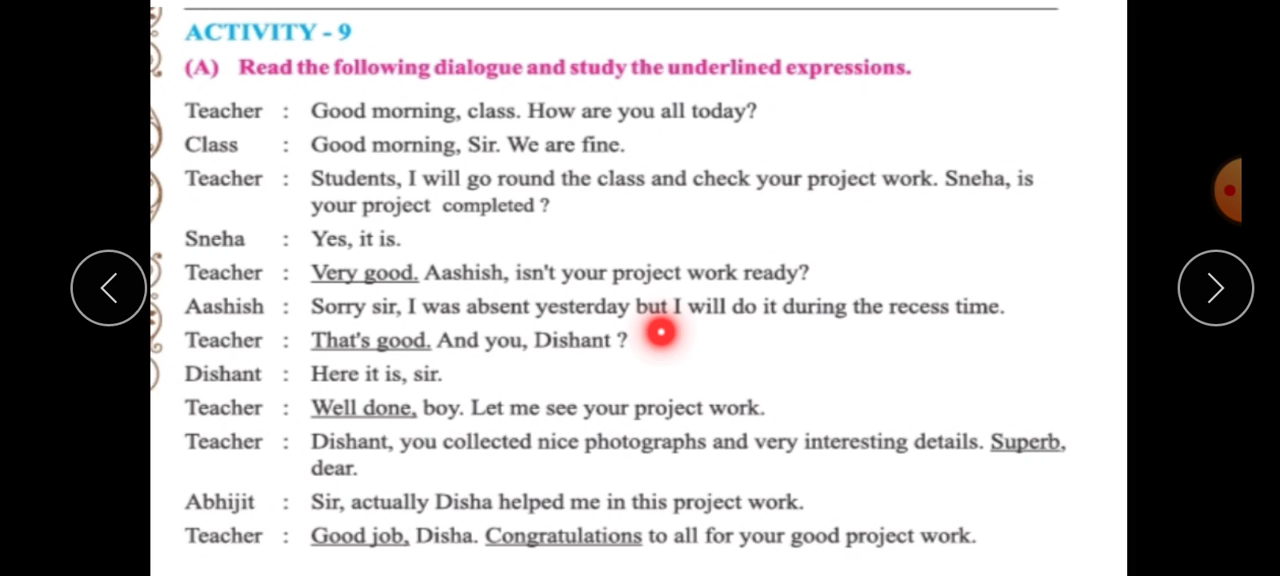 ACTIVITY - 9
(A) Read the following dialogue and study the underlined expressions.
Teacher : Good morning, class. How are you all today?
Class : Good morning, Sir. We are fine.
Teacher : Students, I will go round the class and check your project work. Sneha, is
your project completed ?
Sneha : Yes, it is.
Teacher : Very good. Aashish, isn't your project work ready?
Aashish : Sorry sir, I was absent yesterday but I will do it during the recess time.
Teacher : That's good. And you, Dishant ?
Dishant : Here it is, sir.
Teacher : Well done, boy. Let me see your project work.
Teacher : Dishant, you collected nice photographs and very interesting details. Superb,
dear.
Abhijit : Sir, actually Disha helped me in this project work.
Teacher : Good job, Disha. Congratulations to all for your good project work.